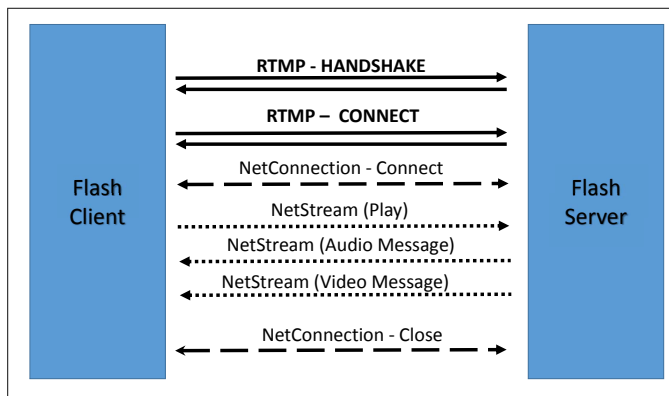 RTMP - HANDSHAKE
RTMP – CONNECT
NetConnection - Connect
Flash
Client
NetStream (Play)
Flash
Server
NetStream (Audio Message)
NetStream (Video Message)
NetConnection - Close